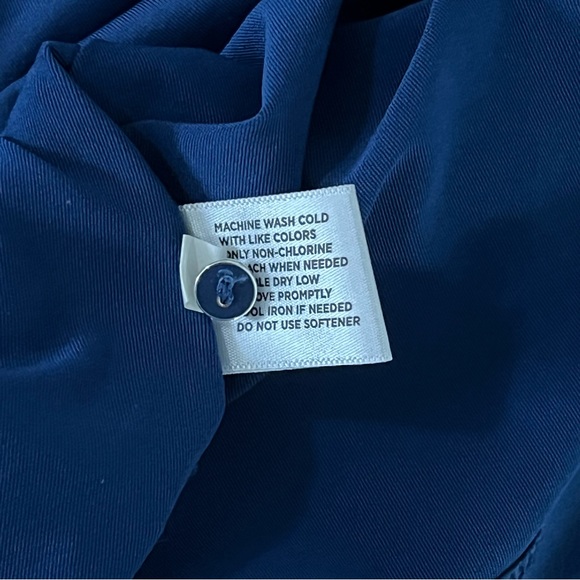 MACHINE WASH COLD
WITH LIKE COLORS
ONLY NON-CHLORINE
WHEN NEEDED
DRY LOW
PROMPTLY
IRON IF NEEDED
DO NOT USE SOFTENER